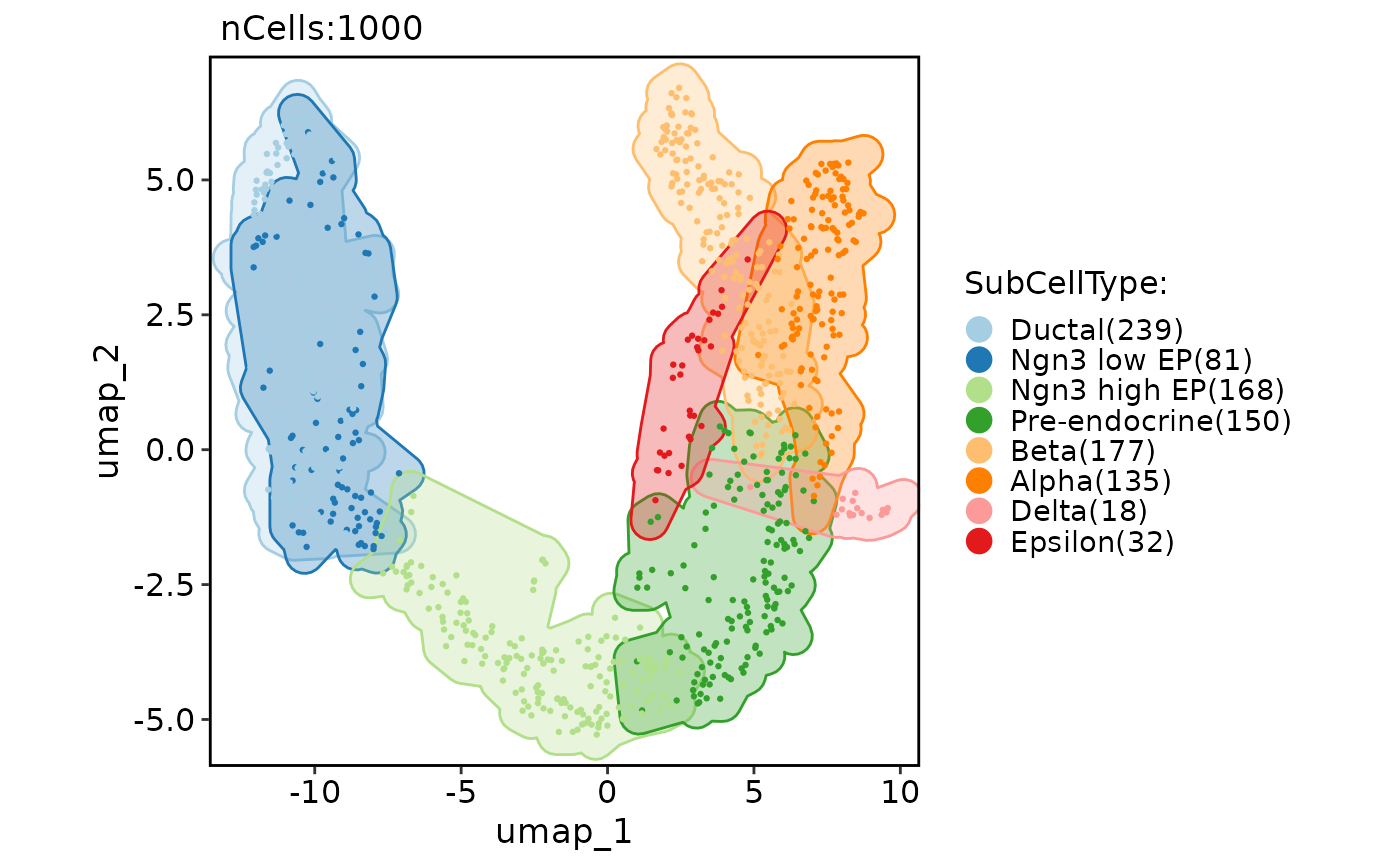 nCells:1000
5.0
2.5
0.0
-2.5
-5.0
umap_2
-10
-5
0
5
10
umap_1
SubCellType:
Ductal(239)
Ngn3 low EP(81)
Ngn3 high EP(168)
Pre-endocrine(150)
Beta(177)
Alpha(135)
Delta(18)
Epsilon(32)